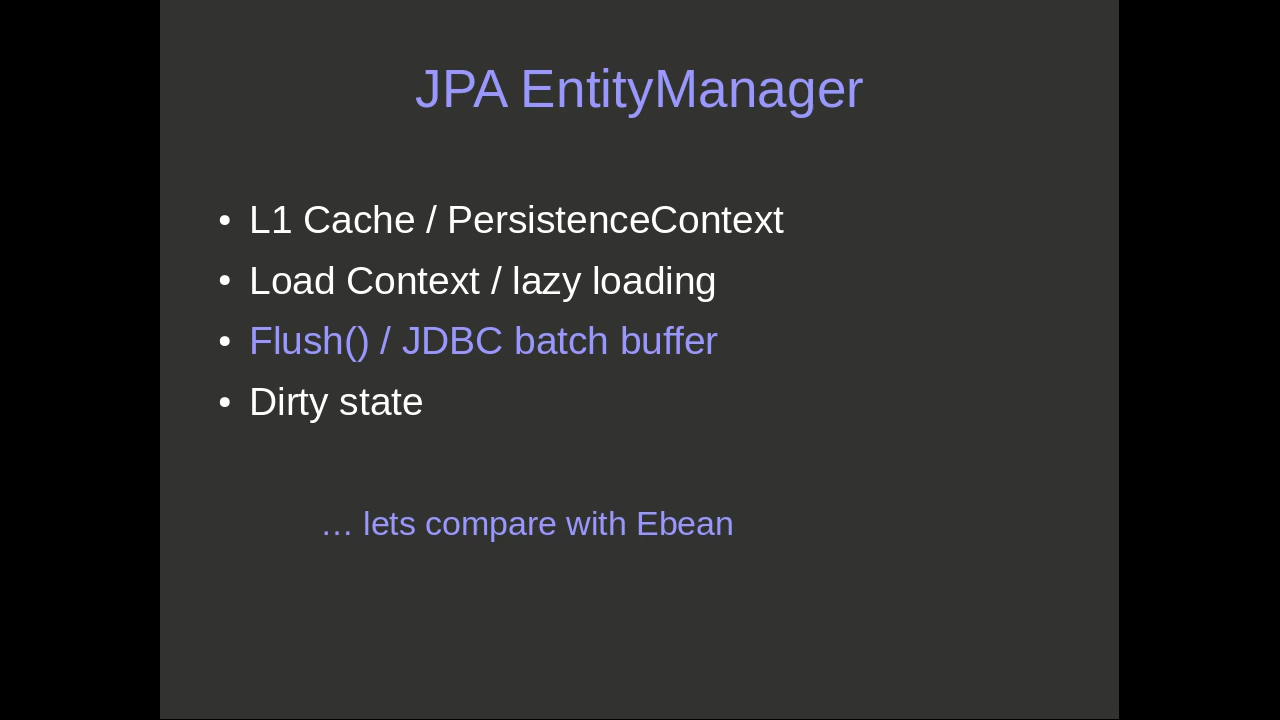 JPA EntityManager
• L1 Cache / PersistenceContext
• Load Context / lazy loading
• Flush() / JDBC batch buffer
• Dirty state
… lets compare with Ebean